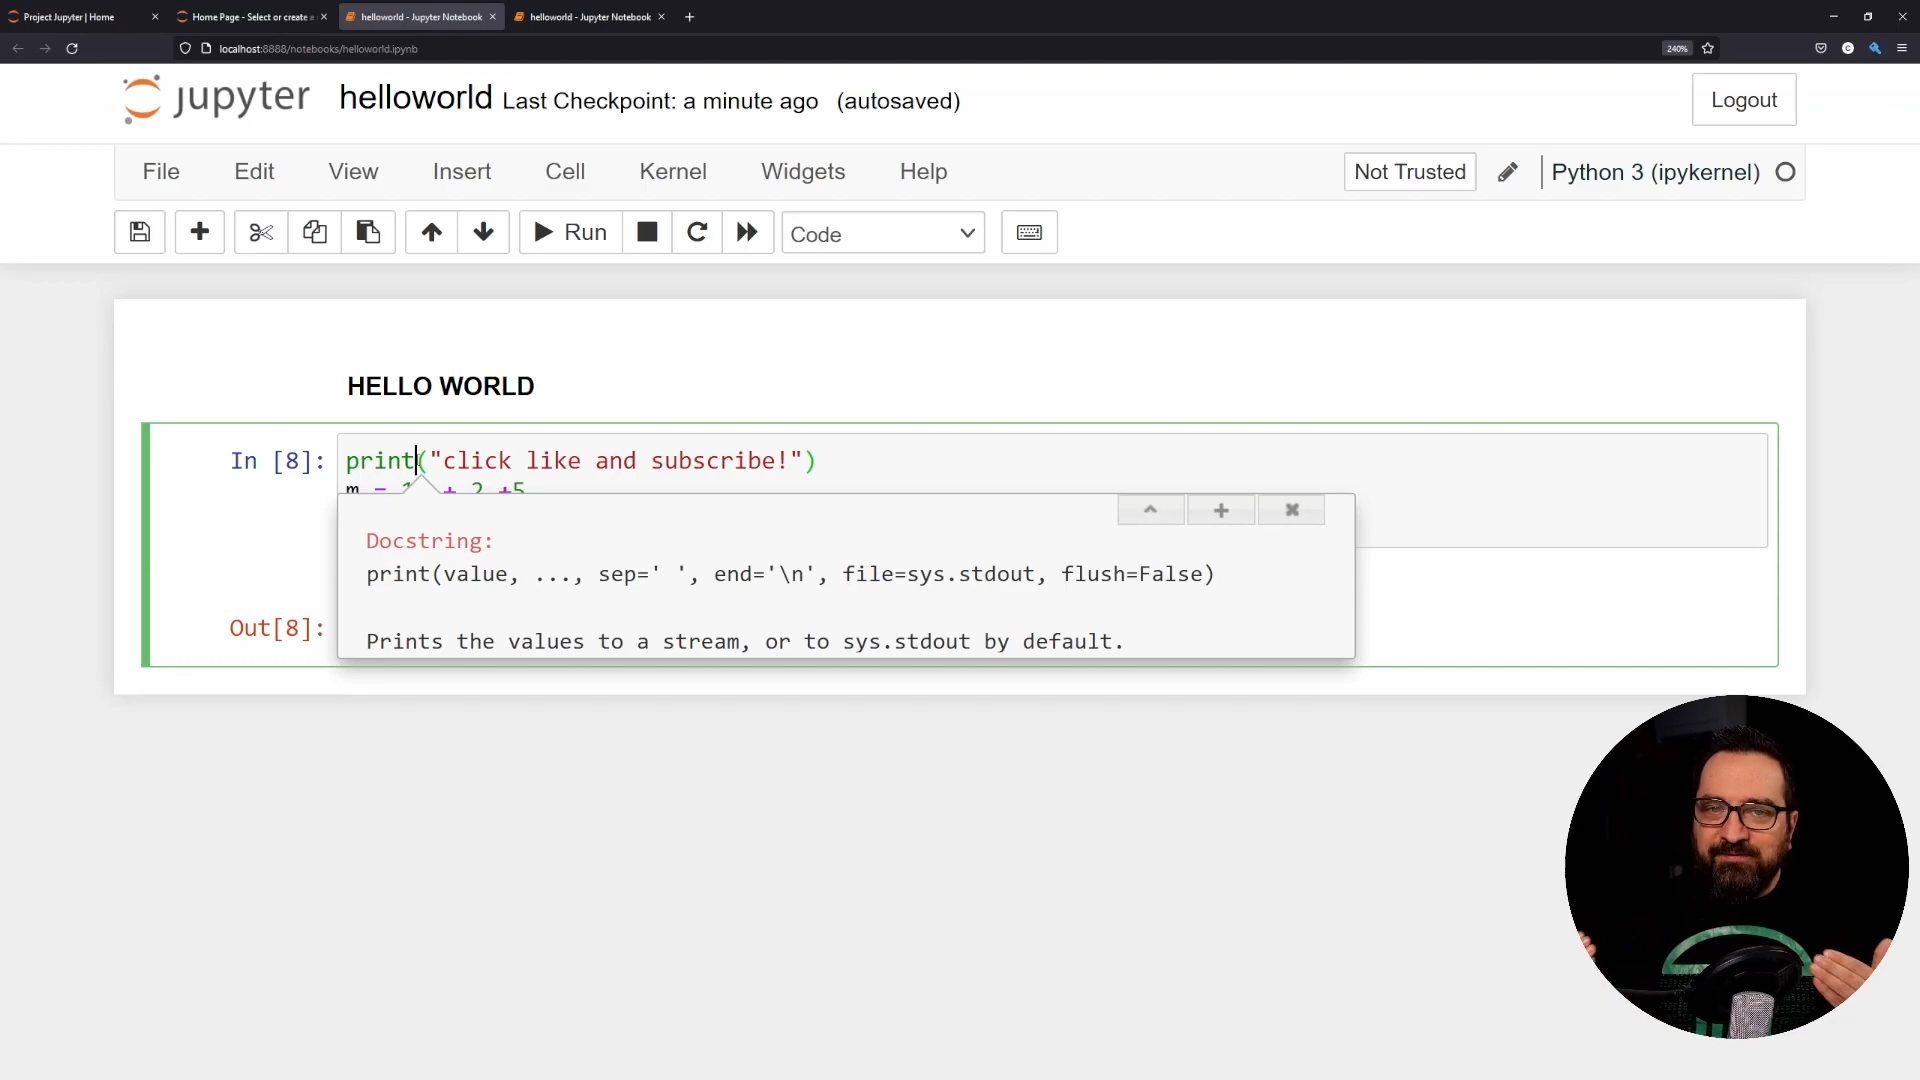 Project Jupyter | Home
Home Page - Select or create a
helloworld - Jupyter Notebook
helloworld - Jupyter Notebook
localhost:8888/notebooks/helloworld.ipynb
240%
jupyter helloworld Last Checkpoint: a minute ago (autosaved)
Logout
File Edit View Insert Cell Kernel Widgets Help
Not Trusted
Python 3 (ipykernel)
Run
Code
HELLO WORLD
In [8]: print("click like and subscribe!")
+ 2 +5
Docstring:
print(value, ..., sep=' ', end='\n', file=sys.stdout, flush=False)
Out[8]:
Prints the values to a stream, or to sys.stdout by default.